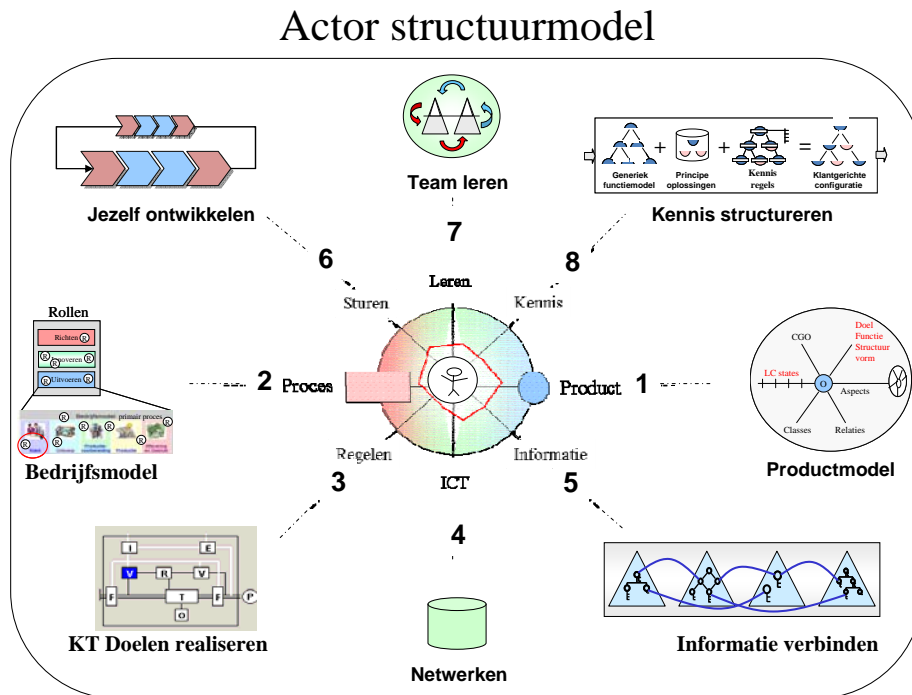 Actor structuurmodel
Jezelf ontwikkelen
Team leren
Generiek
functiemodel
+
Principe
oplossingen
+
Kennis
regels
=
Klantgerichte
configuratie
Kennis structureren
6
7
8
Leren
Sturen
Kennis
Rollen
Richten R
R R
R Uitvoeren R
R Bedrijfsmodel primair proces R
R R R R
R
Bedrijfsmodel
2
Proces
Product
1
CGO
Doel
Functie
Structuur
vorm
LC states
O
Aspects
Classes
Relaties
Productmodel
Regelen
Informatie
ICT
3
4
5
I E
V R V
F T F P
O
KT Doelen realiseren
Netwerken
Informatie verbinden